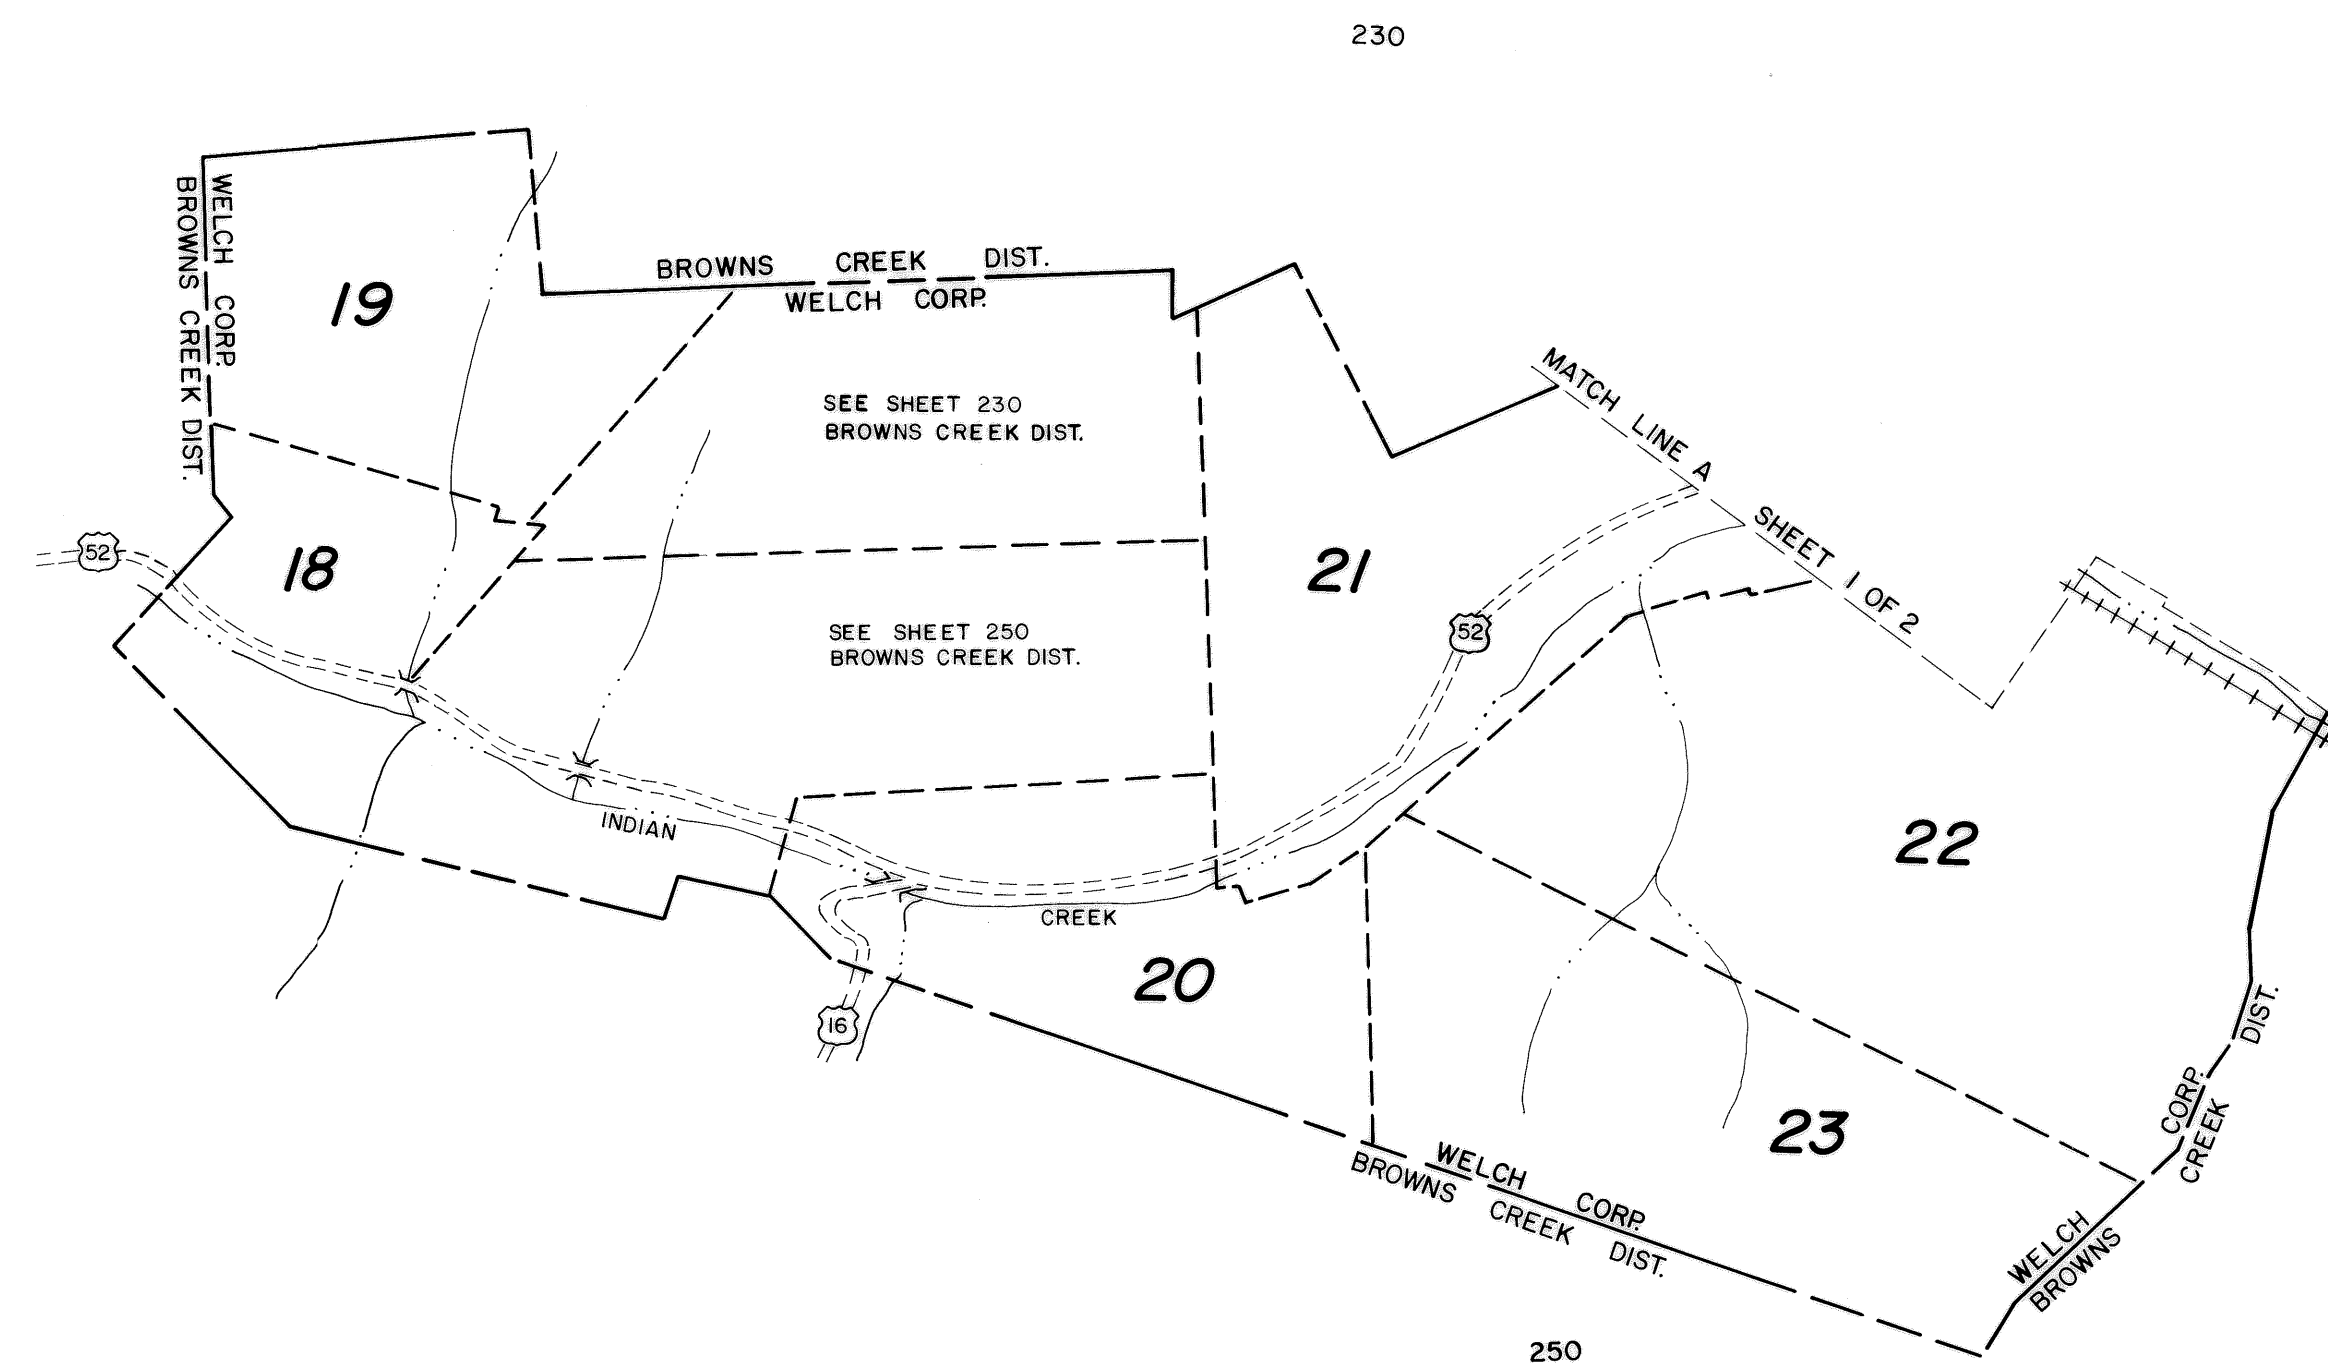 230
WELCH CORP.
BROWNS CREEK DIST.
19
BROWNS CREEK DIST.
WELCH CORP.
SEE SHEET 230
BROWNS CREEK DIST.
MATCH LINE A SHEET 1 OF 2
52
18
21
52
SEE SHEET 250
BROWNS CREEK DIST.
INDIAN CREEK
22
20
16
23
WELCH CORP.
BROWNS CREEK DIST.
WELCH CORP.
BROWNS CREEK DIST.
250